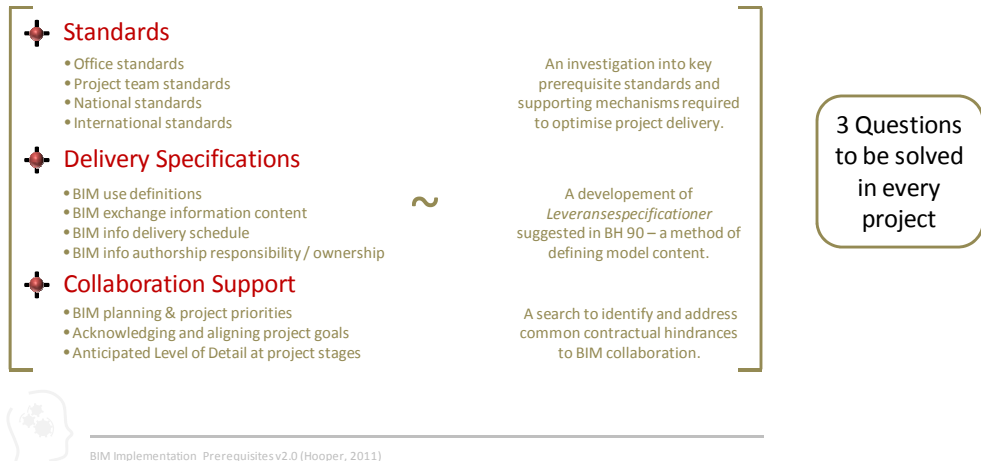 Standards
• Office standards
• Project team standards
• National standards
• International standards
An investigation into key
prerequisite standards and
supporting mechanisms required
to optimise project delivery.
Delivery Specifications
• BIM use definitions
• BIM exchange information content
• BIM info delivery schedule
• BIM info authorship responsibility / ownership
~
A developement of
Leveransespecificationer
suggested in BH 90 – a method of
defining model content.
Collaboration Support
• BIM planning & project priorities
• Acknowledging and aligning project goals
• Anticipated Level of Detail at project stages
A search to identify and address
common contractual hindrances
to BIM collaboration.
3 Questions
to be solved
in every
project
BIM Implementation Prerequisites v2.0 (Hooper, 2011)